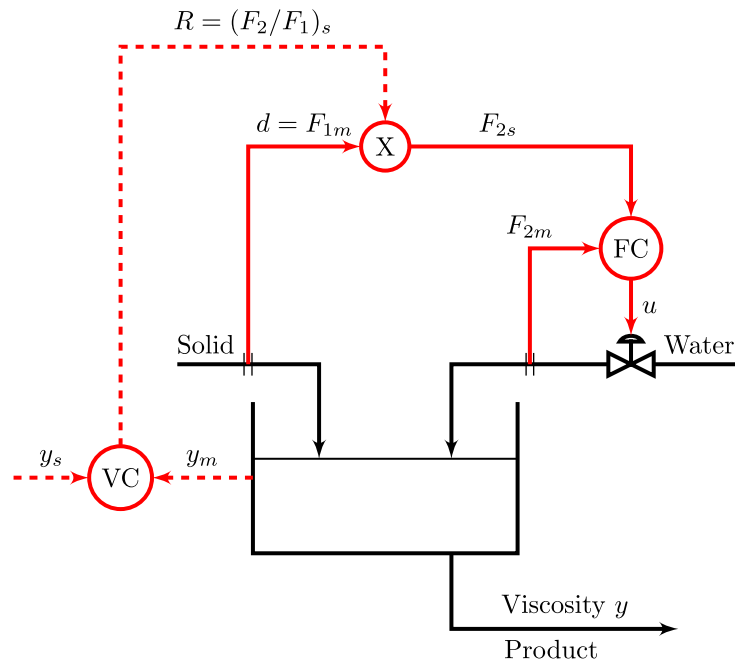 R = (F₂/F₁)ₛ
d = F₁ₘ
X
F₂ₛ
F₂ₘ
FC
u
Solid
Water
yₛ
VC
yₘ
Viscosity y
Product